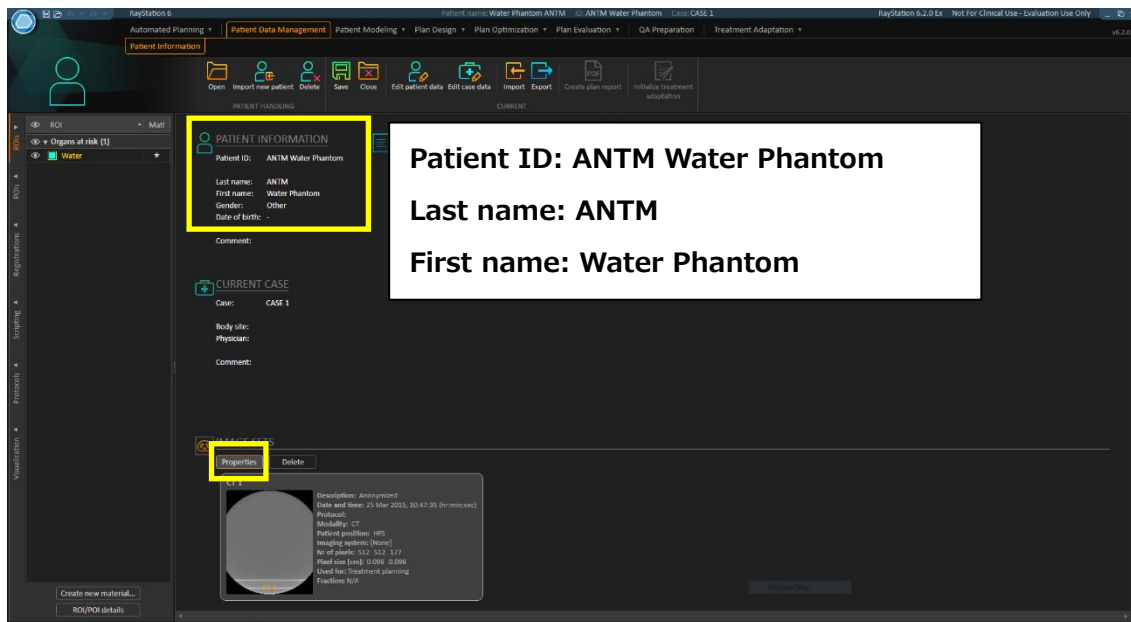 RayStation 6
Patient name: Water Phantom ANTM ID: ANTM Water Phantom Case: CASE 1
RayStation 6.2.0 Ex Not For Clinical Use - Evaluation Use Only
Automated Planning
Patient Data Management
Patient Modeling
Plan Design
Plan Optimization
Plan Evaluation
QA Preparation
Treatment Adaptation
v6.2.0
Patient Information
Open
Import new patient
Delete
Save
Close
Edit patient data
Edit case data
Import
Export
Create plan report
Initialize treatment
adaptation
PATIENT HANDLING
CURRENT
ROI Matl
Organs at risk (1)
Water
ROIs
POIs
Registrations
Scripting
Protocols
Visualization
PATIENT INFORMATION
Patient ID: ANTM Water Phantom
Last name: ANTM
First name: Water Phantom
Gender: Other
Date of birth: -
Comment:
Patient ID: ANTM Water Phantom
Last name: ANTM
First name: Water Phantom
CURRENT CASE
Case: CASE 1
Body site:
Physician:
Comment:
IMAGE SETS
Properties
Delete
CT 1
Description: Anonymized
Date and time: 25 Mar 2015, 10:47:35 (hr:min:sec)
Protocol:
Modality: CT
Patient position: HFS
Imaging system: [None]
Nr of pixels: 512 512 177
Pixel size [cm]: 0.098 0.098
Used for: Treatment planning
Fraction: N/A
CT 1
Create new material...
ROI/POI details